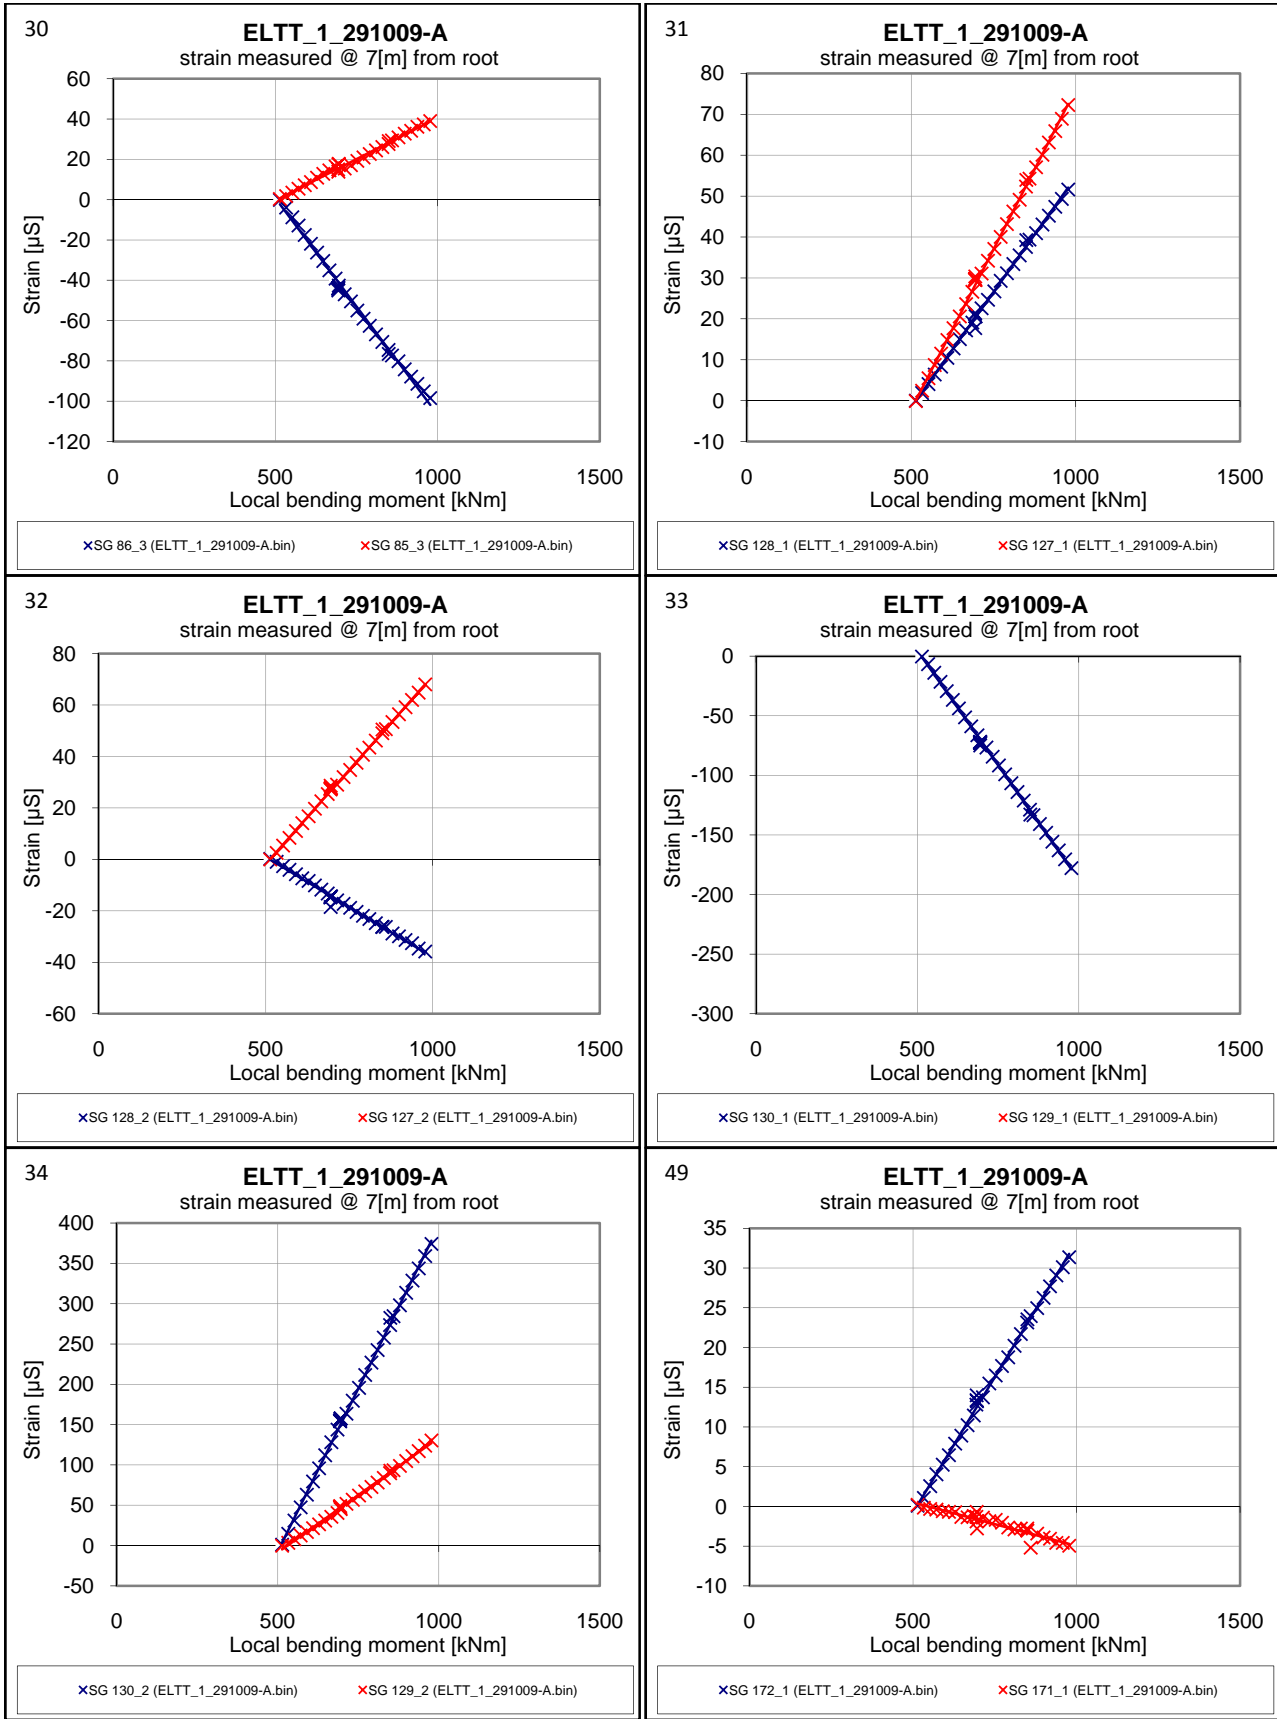 30
ELTT_1_291009-A
strain measured @ 7[m] from root
60
40
20
0
-20
-40
-60
-80
-100
-120
Strain [µS]
0 500 1000 1500
Local bending moment [kNm]
SG 86_3 (ELTT_1_291009-A.bin) SG 85_3 (ELTT_1_291009-A.bin)
31
ELTT_1_291009-A
strain measured @ 7[m] from root
80
70
60
50
40
30
20
10
0
-10
Strain [µS]
0 500 1000 1500
Local bending moment [kNm]
SG 128_1 (ELTT_1_291009-A.bin) SG 127_1 (ELTT_1_291009-A.bin)
32
ELTT_1_291009-A
strain measured @ 7[m] from root
80
60
40
20
0
-20
-40
-60
Strain [µS]
0 500 1000 1500
Local bending moment [kNm]
SG 128_2 (ELTT_1_291009-A.bin) SG 127_2 (ELTT_1_291009-A.bin)
33
ELTT_1_291009-A
strain measured @ 7[m] from root
0
-50
-100
-150
-200
-250
-300
Strain [µS]
0 500 1000 1500
Local bending moment [kNm]
SG 130_1 (ELTT_1_291009-A.bin) SG 129_1 (ELTT_1_291009-A.bin)
34
ELTT_1_291009-A
strain measured @ 7[m] from root
400
350
300
250
200
150
100
50
0
-50
Strain [µS]
0 500 1000 1500
Local bending moment [kNm]
SG 130_2 (ELTT_1_291009-A.bin) SG 129_2 (ELTT_1_291009-A.bin)
49
ELTT_1_291009-A
strain measured @ 7[m] from root
35
30
25
20
15
10
5
0
-5
-10
Strain [µS]
0 500 1000 1500
Local bending moment [kNm]
SG 172_1 (ELTT_1_291009-A.bin) SG 171_1 (ELTT_1_291009-A.bin)